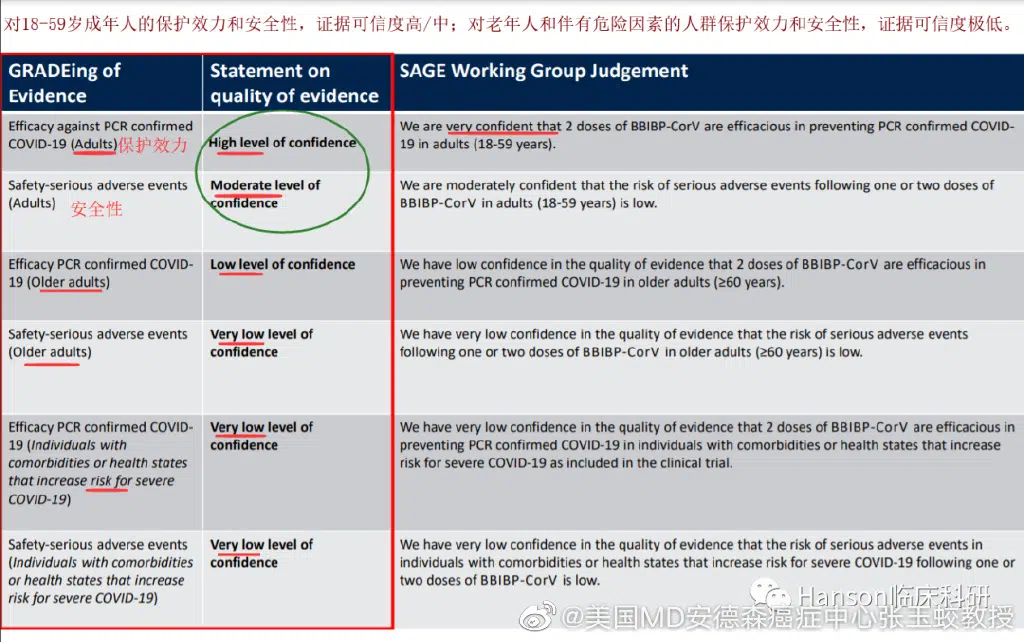 对18-59岁成年人的保护效力和安全性，证据可信度高/中；对老年人和伴有危险因素的人群保护效力和安全性，证据可信度极低。
GRADEing of
Evidence
Statement on
quality of evidence
SAGE Working Group Judgement
Efficacy against PCR confirmed
COVID-19 (Adults)保护效力
High level of confidence
We are very confident that 2 doses of BBIBP-CorV are efficacious in preventing PCR confirmed COVID-
19 in adults (18-59 years).
Safety-serious adverse events
(Adults) 安全性
Moderate level of
confidence
We are moderately confident that the risk of serious adverse events following one or two doses of
BBIBP-CorV in adults (18-59 years) is low.
Efficacy PCR confirmed COVID-
19 (Older adults)
Low level of confidence
We have low confidence in the quality of evidence that 2 doses of BBIBP-CorV are efficacious in
preventing PCR confirmed COVID-19 in older adults (≥60 years).
Safety-serious adverse events
(Older adults)
Very low level of
confidence
We have very low confidence in the quality of evidence that the risk of serious adverse events
following one or two doses of BBIBP-CorV in older adults (≥60 years) is low.
Efficacy PCR confirmed COVID-
19 (Individuals with
comorbidities or health states
that increase risk for severe
COVID-19)
Very low level of
confidence
We have very low confidence in the quality of evidence that 2 doses of BBIBP-CorV are efficacious in
preventing PCR confirmed COVID-19 in individuals with comorbidities or health states that increase
risk for severe COVID-19 as included in the clinical trial.
Safety-serious adverse events
(Individuals with comorbidities
or health states that increase
risk for severe COVID-19)
Very low level of
confidence
We have very low confidence in the quality of evidence that the risk of serious adverse events in
individuals with comorbidities or health states that increase risk for severe COVID-19 following one or
two doses of BBIBP-CorV is low.
Hanson临床科研
@美国MD安德森癌症中心张玉蛟教授